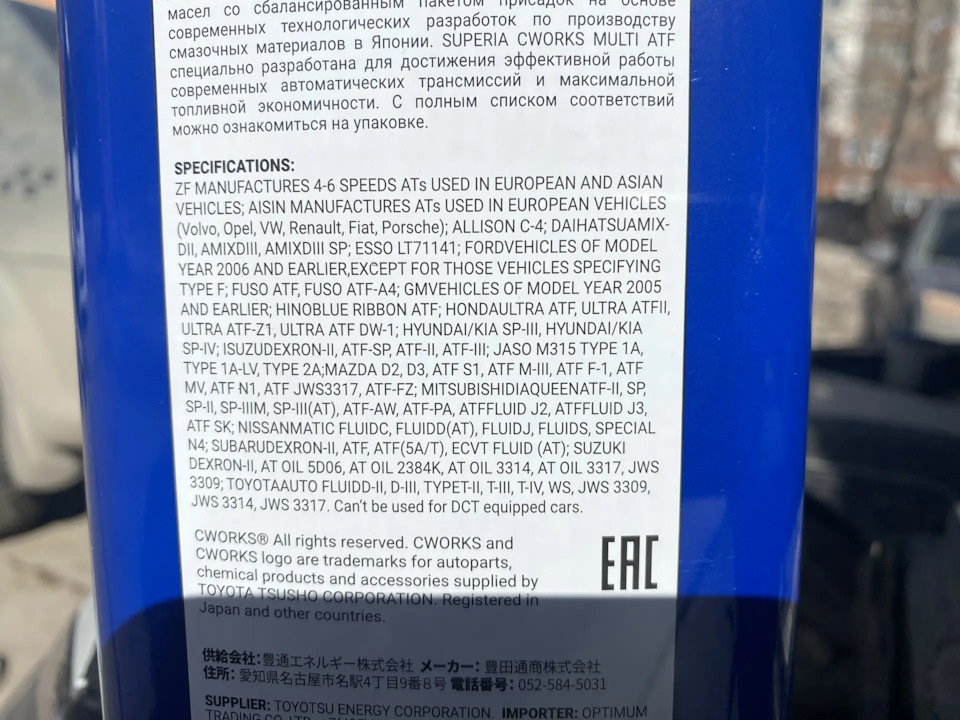 масел со сбалансированным пакетом присадок на основе
современных технологических разработок по производству
смазочных материалов в Японии. SUPERIA CWORKS MULTI ATF
специально разработана для достижения эффективной работы
современных автоматических трансмиссий и максимальной
топливной экономичности. С полным списком соответствий
можно ознакомиться на упаковке.
SPECIFICATIONS:
ZF MANUFACTURES 4-6 SPEEDS ATs USED IN EUROPEAN AND ASIAN
VEHICLES; AISIN MANUFACTURES ATs USED IN EUROPEAN VEHICLES
(Volvo, Opel, VW, Renault, Fiat, Porsche); ALLISON C-4; DAIHATSUAMIX-
DII, AMIXDIII, AMIXDIII SP; ESSO LT71141; FORDVEHICLES OF MODEL
YEAR 2006 AND EARLIER,EXCEPT FOR THOSE VEHICLES SPECIFYING
TYPE F; FUSO ATF, FUSO ATF-A4; GMVEHICLES OF MODEL YEAR 2005
AND EARLIER; HINOBLUE RIBBON ATF; HONDAULTRA ATF, ULTRA ATFII,
ULTRA ATF-Z1, ULTRA ATF DW-1; HYUNDAI/KIA SP-III, HYUNDAI/KIA
SP-IV; ISUZUDEXRON-II, ATF-SP, ATF-II, ATF-III; JASO M315 TYPE 1A,
TYPE 1A-LV, TYPE 2A;MAZDA D2, D3, ATF S1, ATF M-III, ATF F-1, ATF
MV, ATF N1, ATF JWS3317, ATF-FZ; MITSUBISHIDIAQUEENATF-II, SP,
SP-II, SP-IIIM, SP-III(AT), ATF-AW, ATF-PA, ATFFLUID J2, ATFFLUID J3,
ATF SK; NISSANMATIC FLUIDC, FLUIDD(AT), FLUIDJ, FLUIDS, SPECIAL
N4; SUBARUDEXRON-II, ATF, ATF(5A/T), ECVT FLUID (AT); SUZUKI
DEXRON-II, AT OIL 5D06, AT OIL 2384K, AT OIL 3314, AT OIL 3317, JWS
3309; TOYOTAAUTO FLUIDD-II, D-III, TYPET-II, T-III, T-IV, WS, JWS 3309,
JWS 3314, JWS 3317. Can't be used for DCT equipped cars.
CWORKS® All rights reserved. CWORKS and
CWORKS logo are trademarks for autoparts,
chemical products and accessories supplied by
TOYOTA TSUSHO CORPORATION. Registered in
Japan and other countries.
EAC
供給会社：豊通エネルギー株式会社 メーカー：豊田通商株式会社
住所：愛知県名古屋市名駅4丁目9番8号 電話番号：052-584-5031
SUPPLIER: TOYOTSU ENERGY CORPORATION. IMPORTER: OPTIMUM
TRADING CO.,LTD.